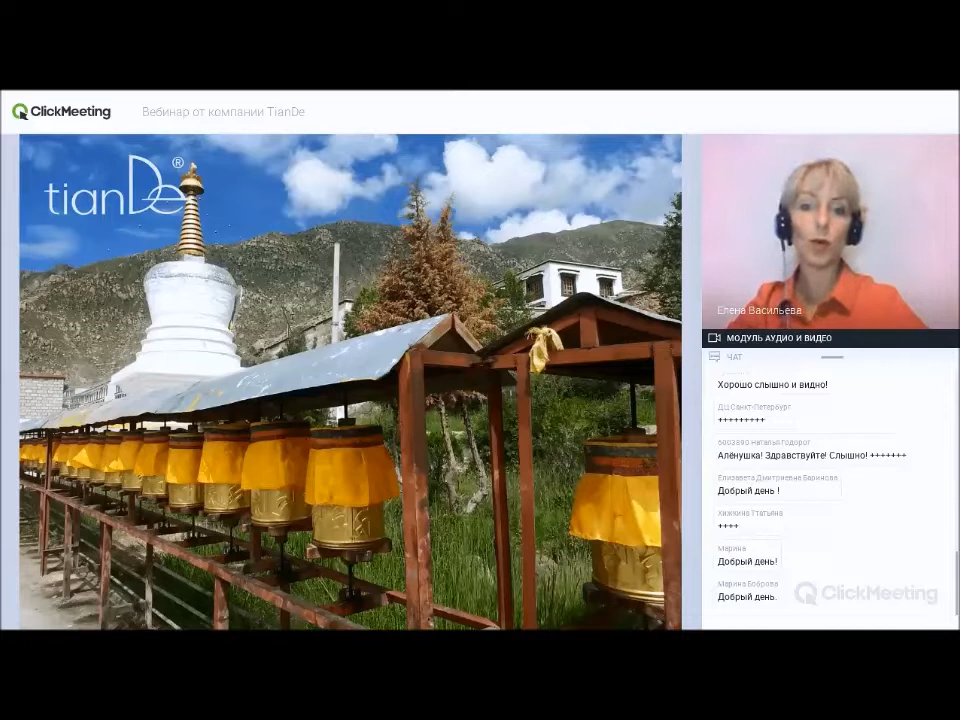 ClickMeeting
Вебинар от компании TianDe
tianDe®
Елена Васильева
МОДУЛЬ АУДИО И ВИДЕО
ЧАТ
Хорошо слышно и видно!
ДЦ Санкт-Петербург
+++++++++
Алёнушка! Здравствуйте! Слышно! +++++++
Елизавета Дмитриевна Баринова
Добрый день !
++++
Марина
Добрый день!
Марина Боброва
Добрый день.
ClickMeeting